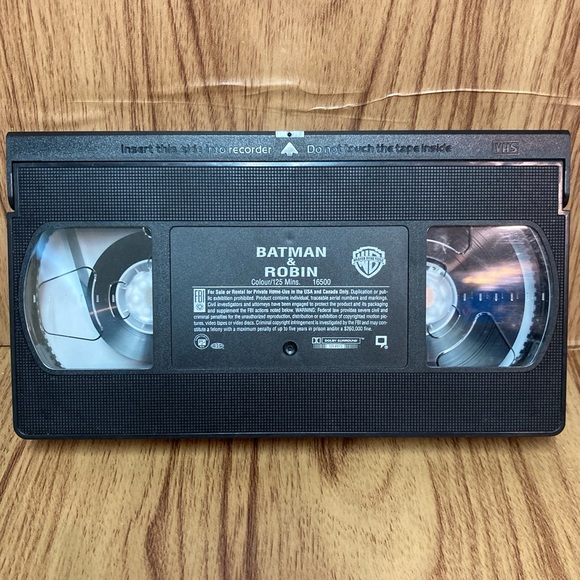 Insert this side into recorder Do not touch the tape inside VHS
BATMAN
&
ROBIN
Colour/125 Mins. 16500
WB
FBI
For Sale or Rental for Private Home-Use in the USA and Canada Only. Duplication or pub-
lic exhibition prohibited. Product contains individual, traceable serial numbers and markings.
Civil investigators and attorneys have been engaged to protect the product and its packaging
and supplement the FBI actions noted below. WARNING: Federal law provides severe civil and
criminal penalties for the unauthorized reproduction, distribution or exhibition of copyrighted motion pic-
tures, video tapes or video discs. Criminal copyright infringement is investigated by the FBI and may con-
stitute a felony with a maximum penalty of up to five years in prison and/or a $250,000 fine.
DOLBY SURROUND